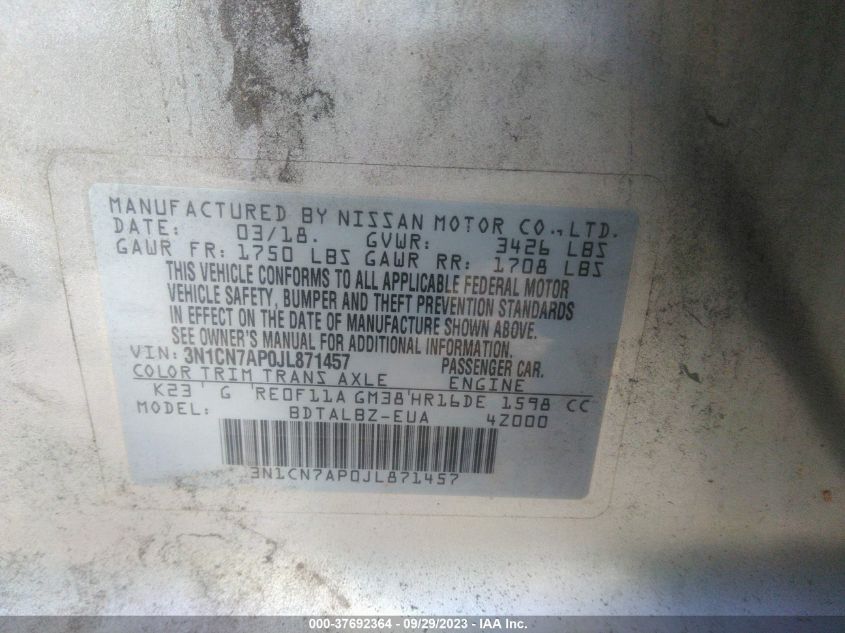 MANUFACTURED BY NISSAN MOTOR CO., LTD.
DATE: 03/18. GVWR: 3426 LBS
GAWR FR: 1750 LBS GAWR RR: 1708 LBS
THIS VEHICLE CONFORMS TO ALL APPLICABLE FEDERAL MOTOR
VEHICLE SAFETY, BUMPER AND THEFT PREVENTION STANDARDS
IN EFFECT ON THE DATE OF MANUFACTURE SHOWN ABOVE.
SEE OWNER'S MANUAL FOR ADDITIONAL INFORMATION.
VIN: 3N1CN7AP0JL871457 PASSENGER CAR.
COLOR TRIM TRANS AXLE ENGINE
K23 G RE0F11A GM38 HR16DE 1598 CC
MODEL: BDTALBZ-EUA 42000
3N1CN7AP0JL871457
000-37692364 - 09/29/2023 - IAA Inc.